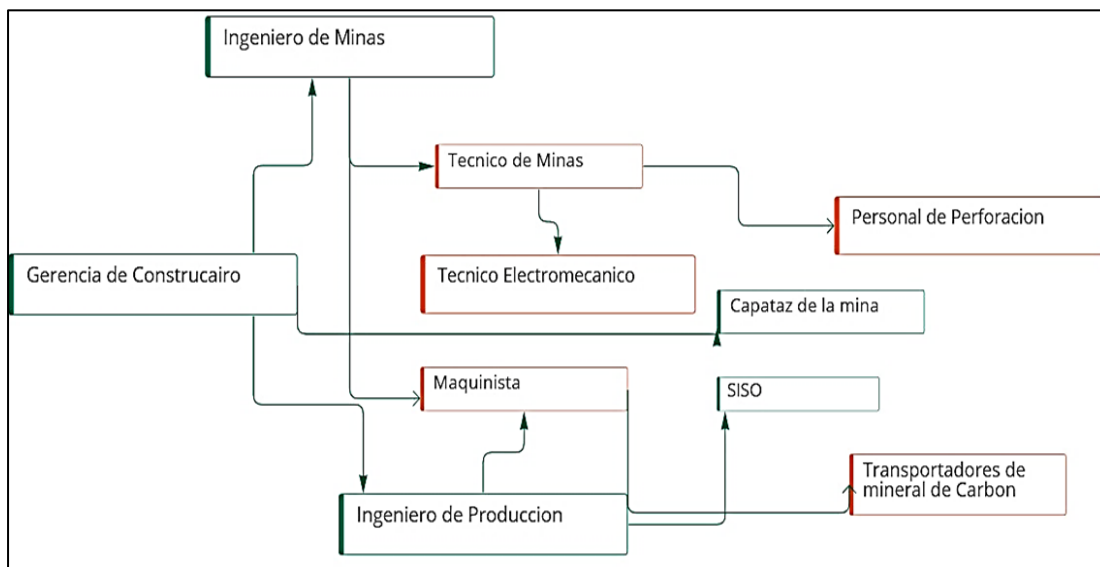 Ingeniero de Minas
Tecnico de Minas
Personal de Perforacion
Gerencia de Construcairo
Tecnico Electromecanico
Capataz de la mina
Maquinista
SISO
Transportadores de
mineral de Carbon
Ingeniero de Produccion